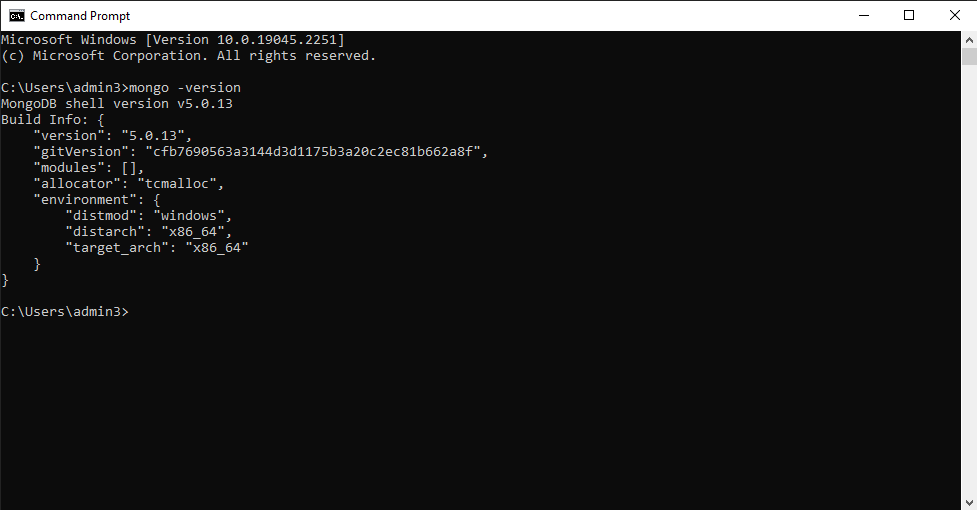 Command Prompt
Microsoft Windows [Version 10.0.19045.2251]
(c) Microsoft Corporation. All rights reserved.
C:\Users\admin3>mongo -version
MongoDB shell version v5.0.13
Build Info: {
    "version": "5.0.13",
    "gitVersion": "cfb7690563a3144d3d1175b3a20c2ec81b662a8f",
    "modules": [],
    "allocator": "tcmalloc",
    "environment": {
        "distmod": "windows",
        "distarch": "x86_64",
        "target_arch": "x86_64"
    }
}
C:\Users\admin3>